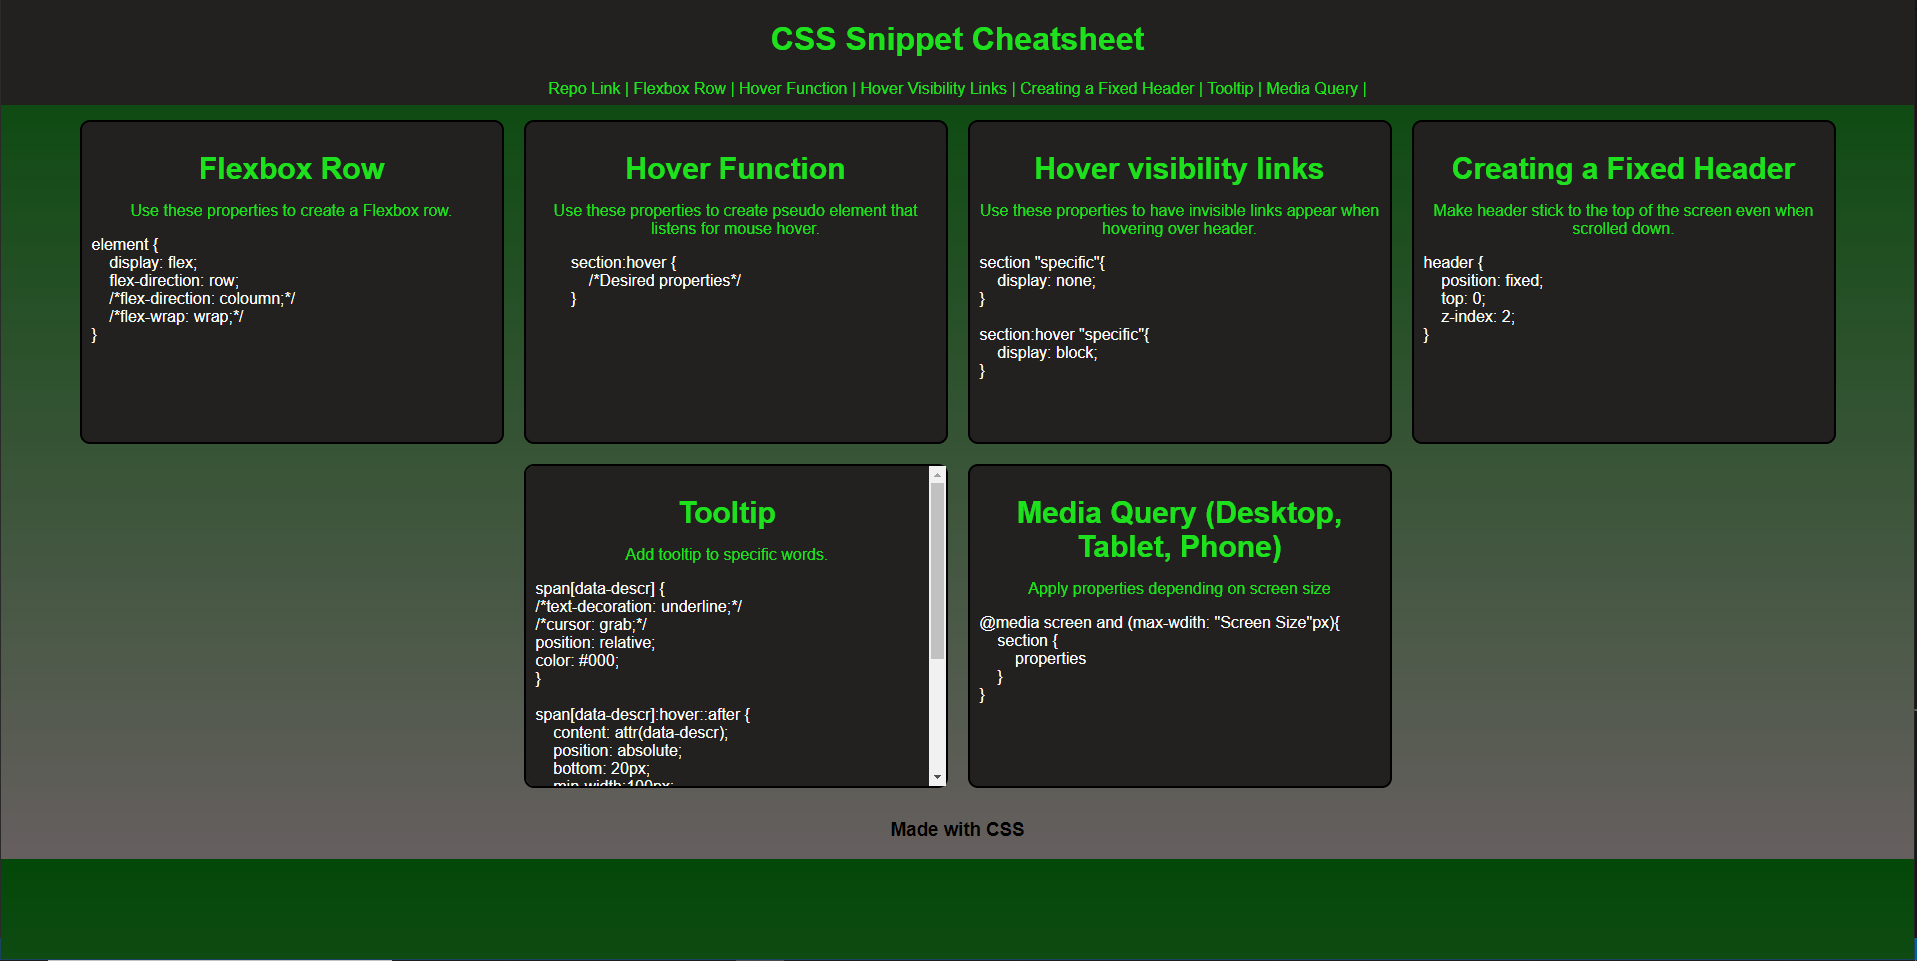 CSS Snippet Cheatsheet
Repo Link | Flexbox Row | Hover Function | Hover Visibility Links | Creating a Fixed Header | Tooltip | Media Query |
Flexbox Row
Use these properties to create a Flexbox row.
element {
display: flex;
flex-direction: row;
/*flex-direction: coloumn;*/
/*flex-wrap: wrap;*/
}
Hover Function
Use these properties to create pseudo element that
listens for mouse hover.
section:hover {
/*Desired properties*/
}
Hover visibility links
Use these properties to have invisible links appear when
hovering over header.
section "specific"{
display: none;
}
section:hover "specific"{
display: block;
}
Creating a Fixed Header
Make header stick to the top of the screen even when
scrolled down.
header {
position: fixed;
top: 0;
z-index: 2;
}
Tooltip
Add tooltip to specific words.
span[data-descr] {
/*text-decoration: underline;*/
/*cursor: grab;*/
position: relative;
color: #000;
}
span[data-descr]:hover::after {
content: attr(data-descr);
position: absolute;
bottom: 20px;
min-width:100px;
Media Query (Desktop,
Tablet, Phone)
Apply properties depending on screen size
@media screen and (max-wdith: "Screen Size"px){
section {
properties
}
}
Made with CSS